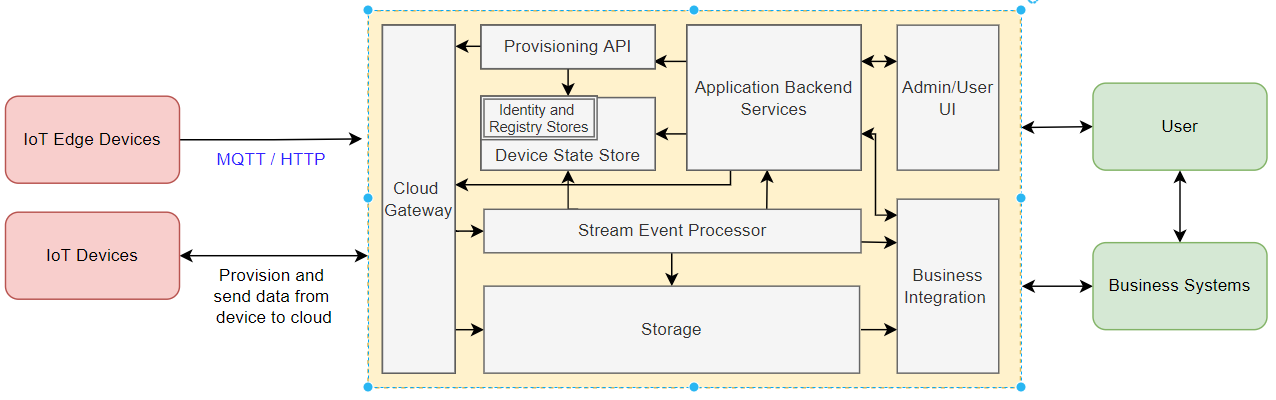 IoT Edge Devices
MQTT / HTTP
IoT Devices
Provision and
send data from
device to cloud
Cloud
Gateway
Provisioning API
Identity and
Registry Stores
Device State Store
Application Backend
Services
Admin/User
UI
Stream Event Processor
Storage
Business
Integration
User
Business Systems